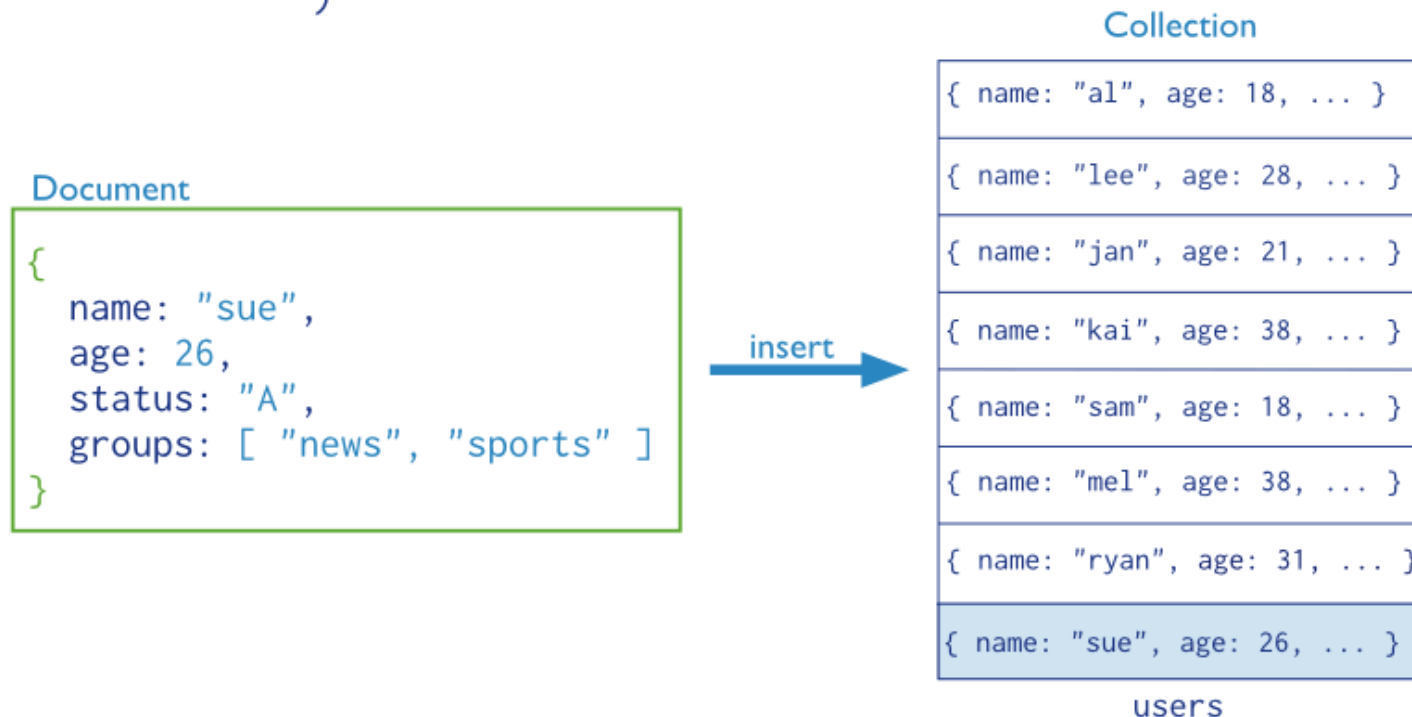 )
Document
{
name: "sue",
age: 26,
status: "A",
groups: [ "news", "sports" ]
}
insert
Collection
{ name: "al", age: 18, ... }
{ name: "lee", age: 28, ... }
{ name: "jan", age: 21, ... }
{ name: "kai", age: 38, ... }
{ name: "sam", age: 18, ... }
{ name: "mel", age: 38, ... }
{ name: "ryan", age: 31, ... }
{ name: "sue", age: 26, ... }
users